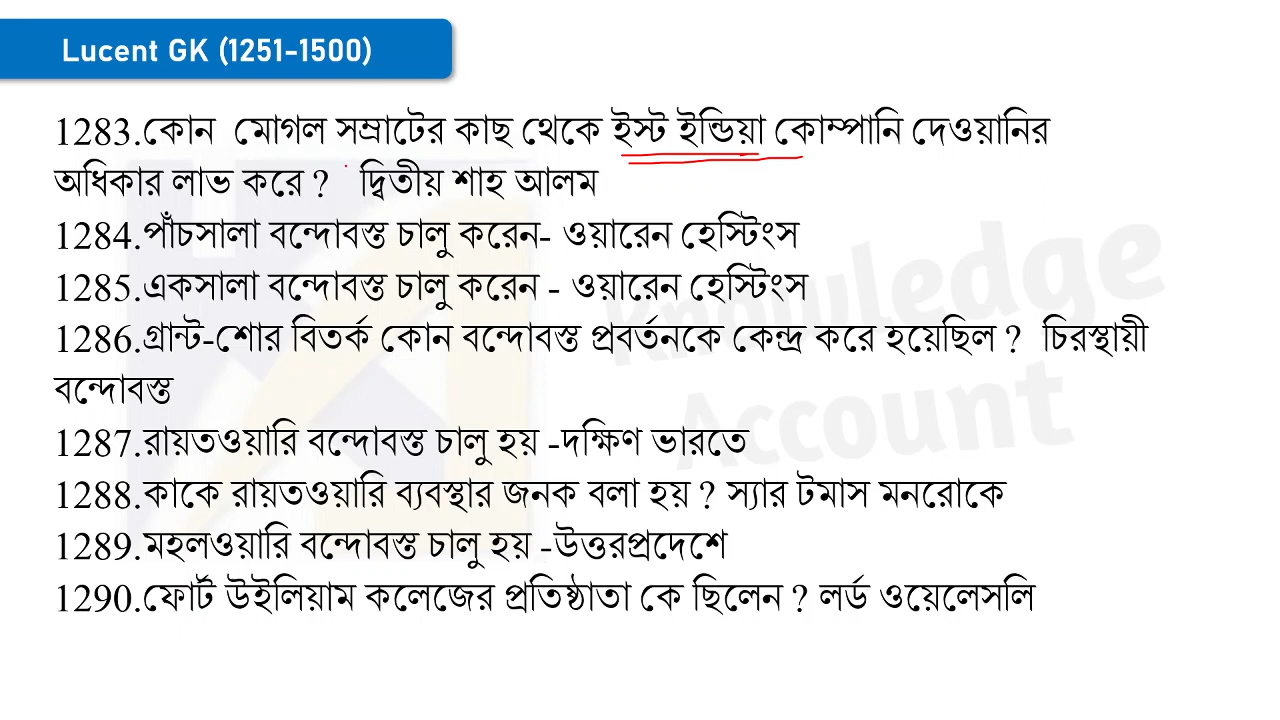 Lucent GK (1251-1500)
1283.কোন মোগল সম্রাটের কাছ থেকে ইস্ট ইন্ডিয়া কোম্পানি দেওয়ানির
অধিকার লাভ করে ? দ্বিতীয় শাহ আলম
1284.পাঁচসালা বন্দোবস্ত চালু করেন- ওয়ারেন হেস্টিংস
1285.একসালা বন্দোবস্ত চালু করেন - ওয়ারেন হেস্টিংস
1286.গ্রান্ট-শোর বিতর্ক কোন বন্দোবস্ত প্রবর্তনকে কেন্দ্র করে হয়েছিল ? চিরস্থায়ী
বন্দোবস্ত
1287.রায়তওয়ারি বন্দোবস্ত চালু হয় -দক্ষিণ ভারতে
1288.কাকে রায়তওয়ারি ব্যবস্থার জনক বলা হয় ? স্যার টমাস মনরোকে
1289.মহলওয়ারি বন্দোবস্ত চালু হয় -উত্তরপ্রদেশে
1290.ফোর্ট উইলিয়াম কলেজের প্রতিষ্ঠাতা কে ছিলেন ? লর্ড ওয়েলেসলি
Knowledge
Account